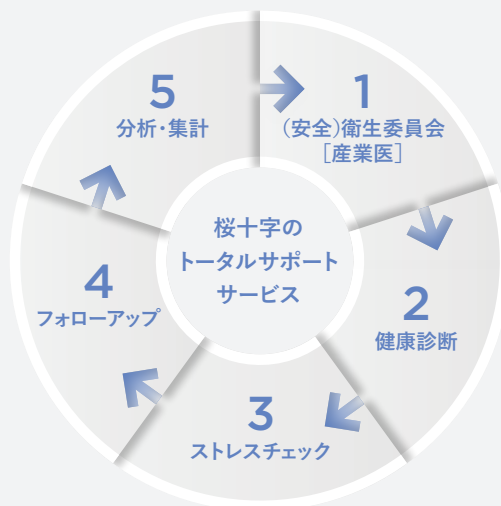 桜十字の
トータルサポート
サービス
1
(安全)衛生委員会
[産業医]
2
健康診断
3
ストレスチェック
4
フォローアップ
5
分析・集計